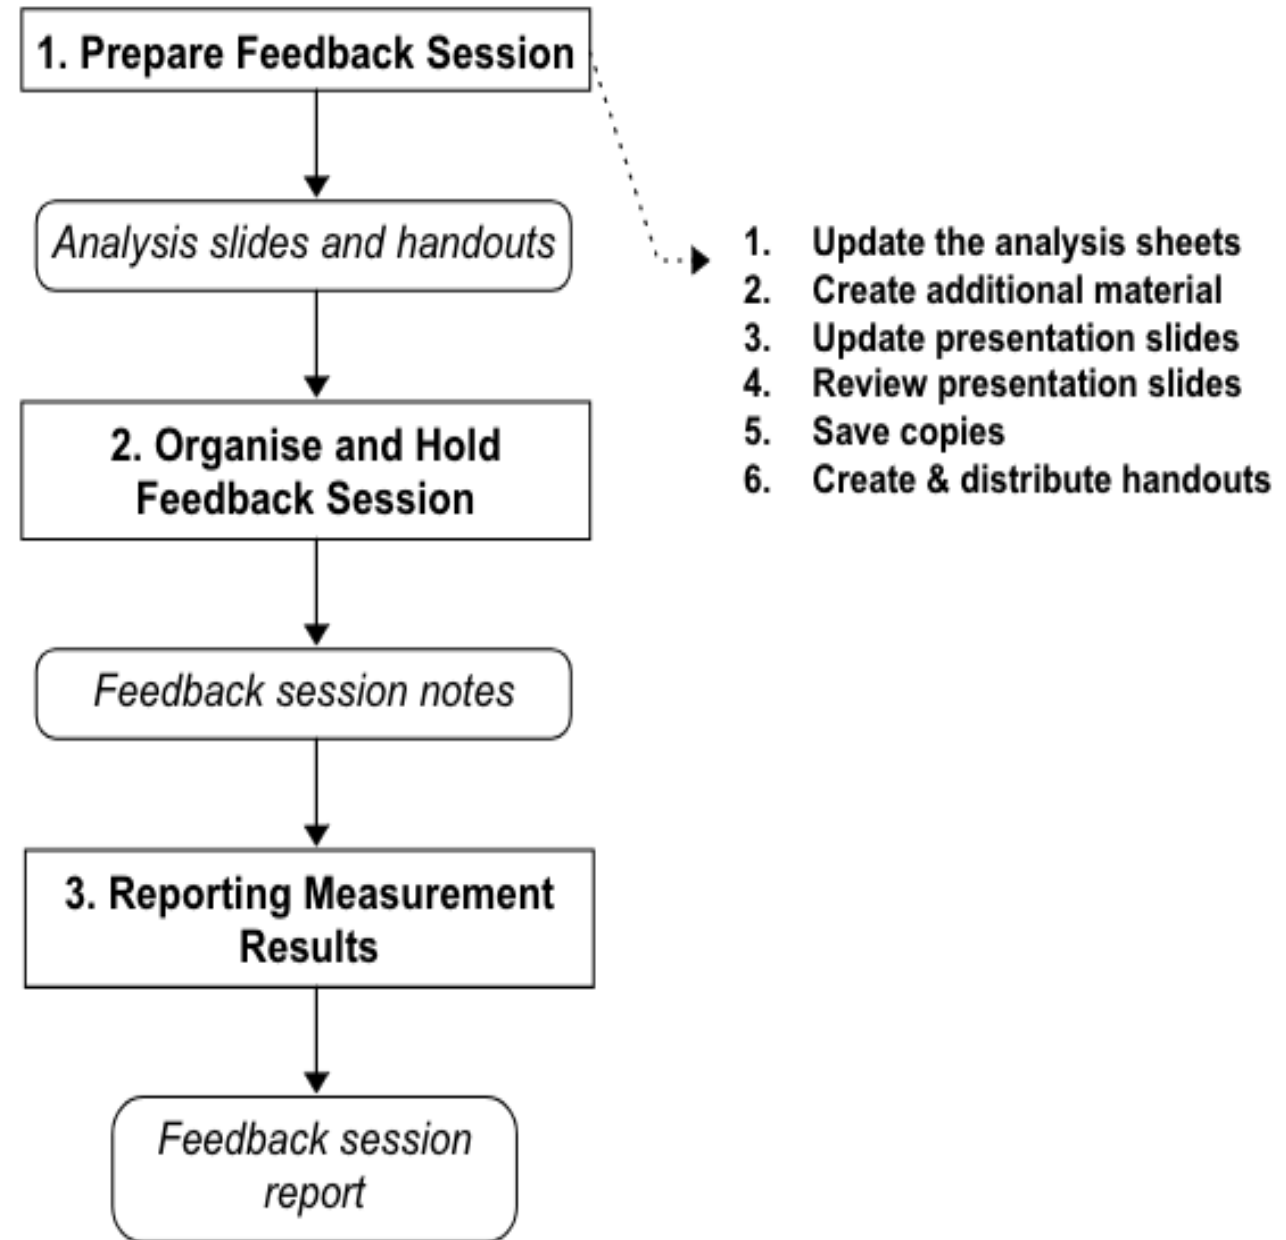 1. Prepare Feedback Session
Analysis slides and handouts
1. Update the analysis sheets
2. Create additional material
3. Update presentation slides
4. Review presentation slides
5. Save copies
6. Create & distribute handouts
2. Organise and Hold
Feedback Session
Feedback session notes
3. Reporting Measurement
Results
Feedback session
report